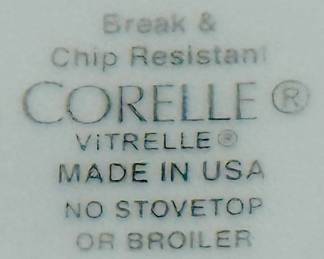 Break &
Chip Resistant
CORELLE®
ViTRELLE®
MADE IN USA
NO STOVETOP
OR BROILER